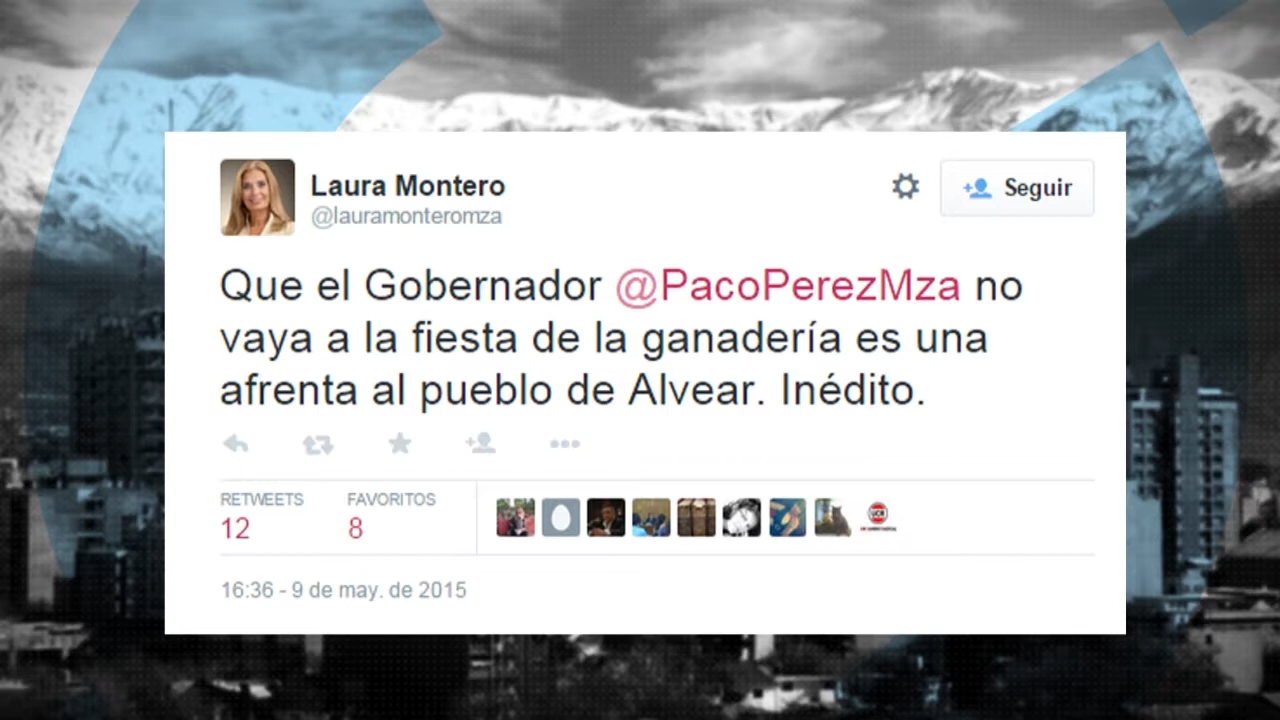 Laura Montero
@lauramonteromza
Seguir
Que el Gobernador @PacoPerezMza no
vaya a la fiesta de la ganadería es una
afrenta al pueblo de Alvear. Inédito.
RETWEETS
FAVORITOS
12
8
UCR
16:36 - 9 de may. de 2015